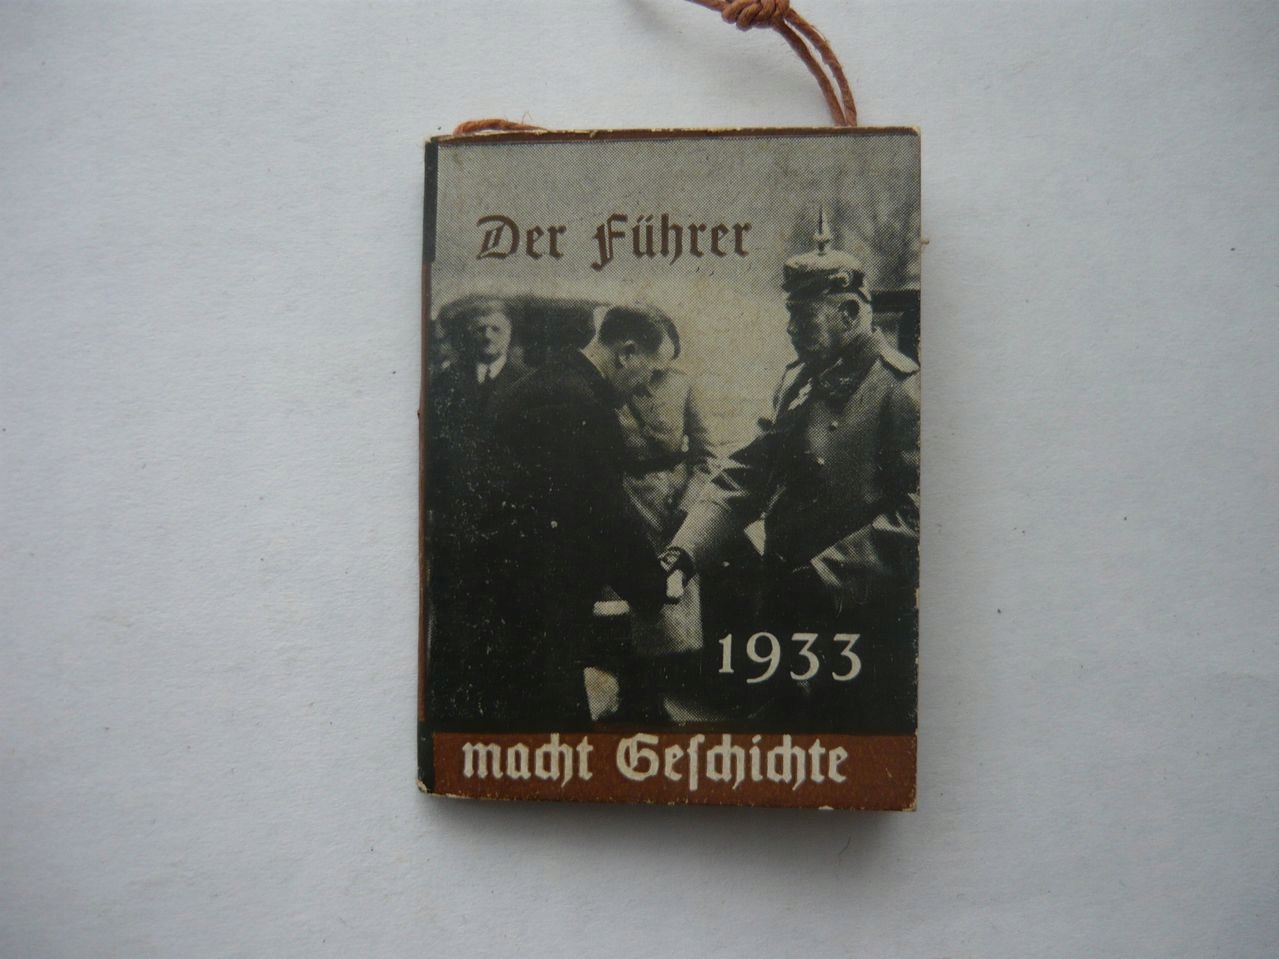 Der Führer
1933
macht Geſchichte